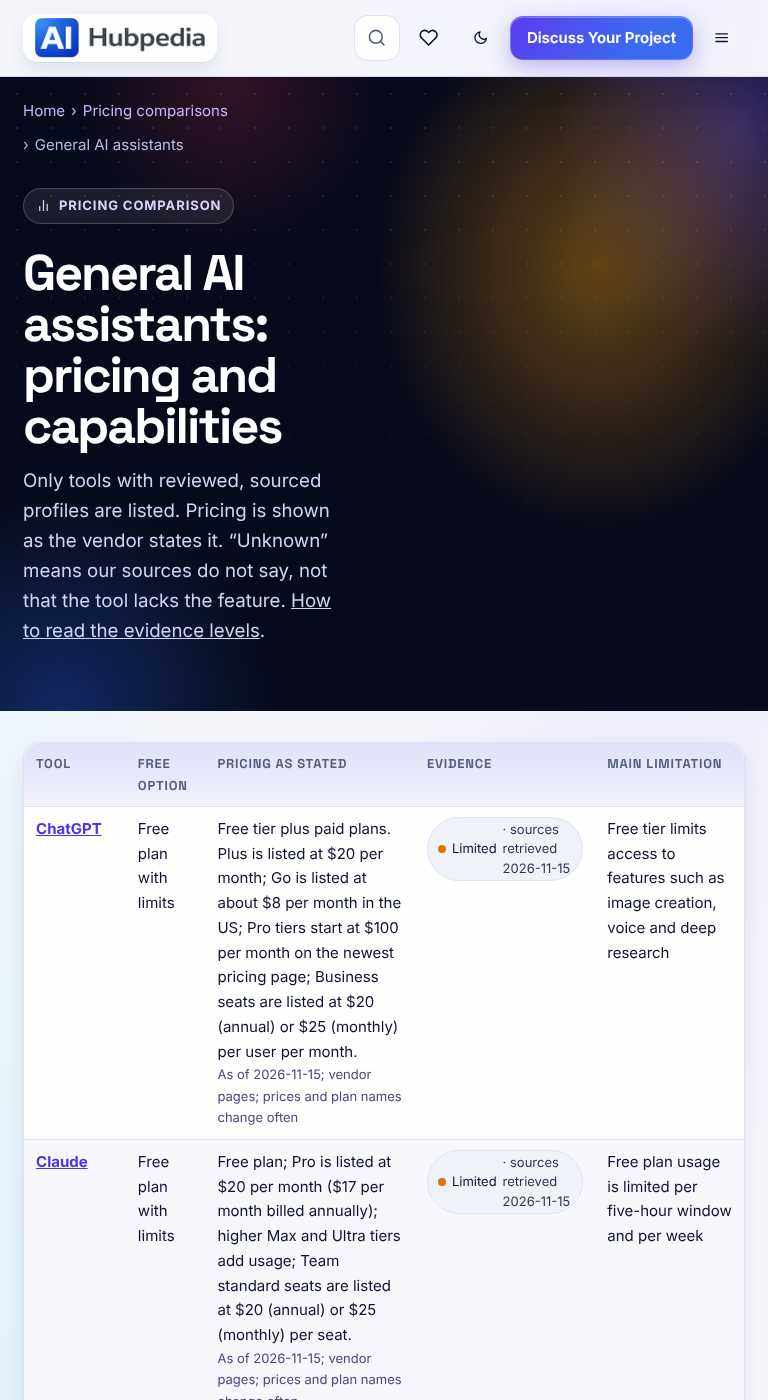 AI Hubpedia
Discuss Your Project
Home › Pricing comparisons
› General AI assistants
PRICING COMPARISON
General AI
assistants:
pricing and
capabilities
Only tools with reviewed, sourced
profiles are listed. Pricing is shown
as the vendor states it. “Unknown”
means our sources do not say, not
that the tool lacks the feature. How
to read the evidence levels.
TOOL
FREE
OPTION
PRICING AS STATED
EVIDENCE
MAIN LIMITATION
ChatGPT
Free
plan
with
limits
Free tier plus paid plans.
Plus is listed at $20 per
month; Go is listed at
about $8 per month in the
US; Pro tiers start at $100
per month on the newest
pricing page; Business
seats are listed at $20
(annual) or $25 (monthly)
per user per month.
As of 2026-11-15; vendor
pages; prices and plan names
change often
Limited
· sources
retrieved
2026-11-15
Free tier limits
access to
features such as
image creation,
voice and deep
research
Claude
Free
plan
with
limits
Free plan; Pro is listed at
$20 per month ($17 per
month billed annually);
higher Max and Ultra tiers
add usage; Team
standard seats are listed
at $20 (annual) or $25
(monthly) per seat.
As of 2026-11-15; vendor
pages; prices and plan names
change often
Limited
· sources
retrieved
2026-11-15
Free plan usage
is limited per
five-hour window
and per week